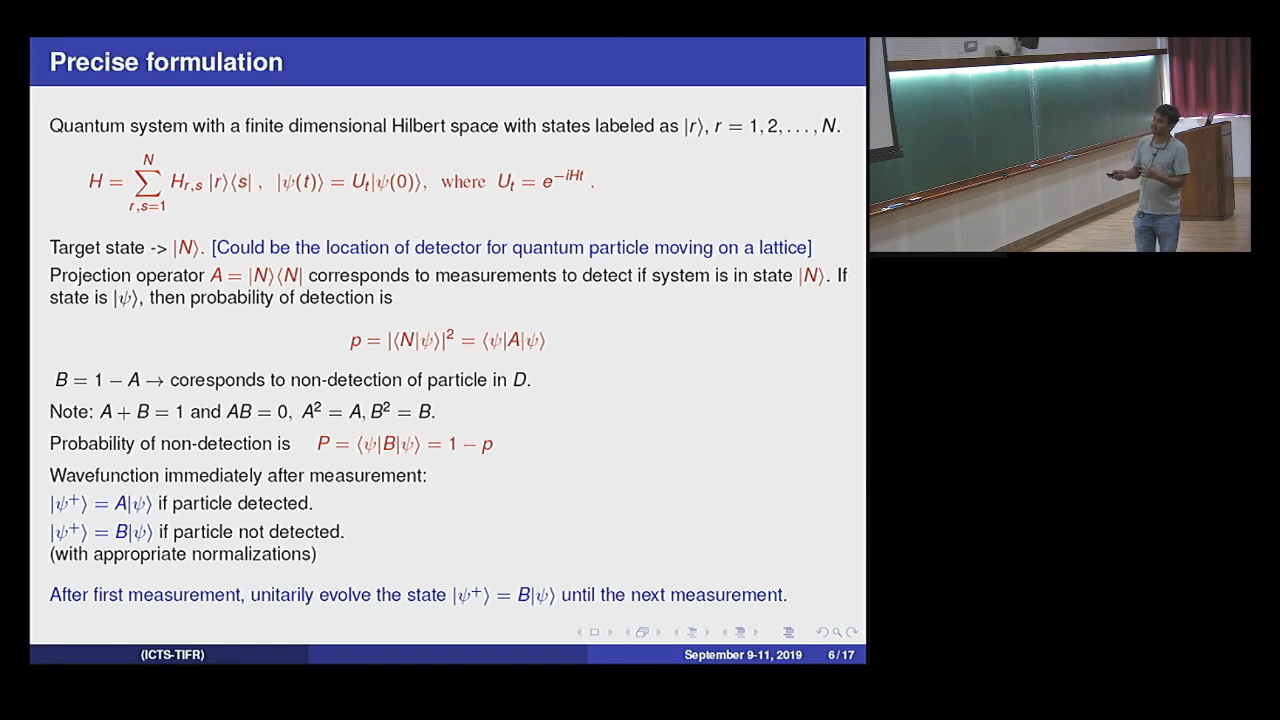 Precise formulation
Quantum system with a finite dimensional Hilbert space with states labeled as |r⟩, r = 1, 2, . . . , N.
H = ∑_{r,s=1}^{N} H_{r,s} |r⟩⟨s| , |ψ(t)⟩ = U_t|ψ(0)⟩, where U_t = e^{−iHt} .
Target state -> |N⟩. [Could be the location of detector for quantum particle moving on a lattice]
Projection operator A = |N⟩⟨N| corresponds to measurements to detect if system is in state |N⟩. If
state is |ψ⟩, then probability of detection is
p = |⟨N|ψ⟩|² = ⟨ψ|A|ψ⟩
B = 1 − A → coresponds to non-detection of particle in D.
Note: A + B = 1 and AB = 0, A² = A, B² = B.
Probability of non-detection is P = ⟨ψ|B|ψ⟩ = 1 − p
Wavefunction immediately after measurement:
|ψ⁺⟩ = A|ψ⟩ if particle detected.
|ψ⁺⟩ = B|ψ⟩ if particle not detected.
(with appropriate normalizations)
After first measurement, unitarily evolve the state |ψ⁺⟩ = B|ψ⟩ until the next measurement.
(ICTS-TIFR) September 9-11, 2019 6 / 17